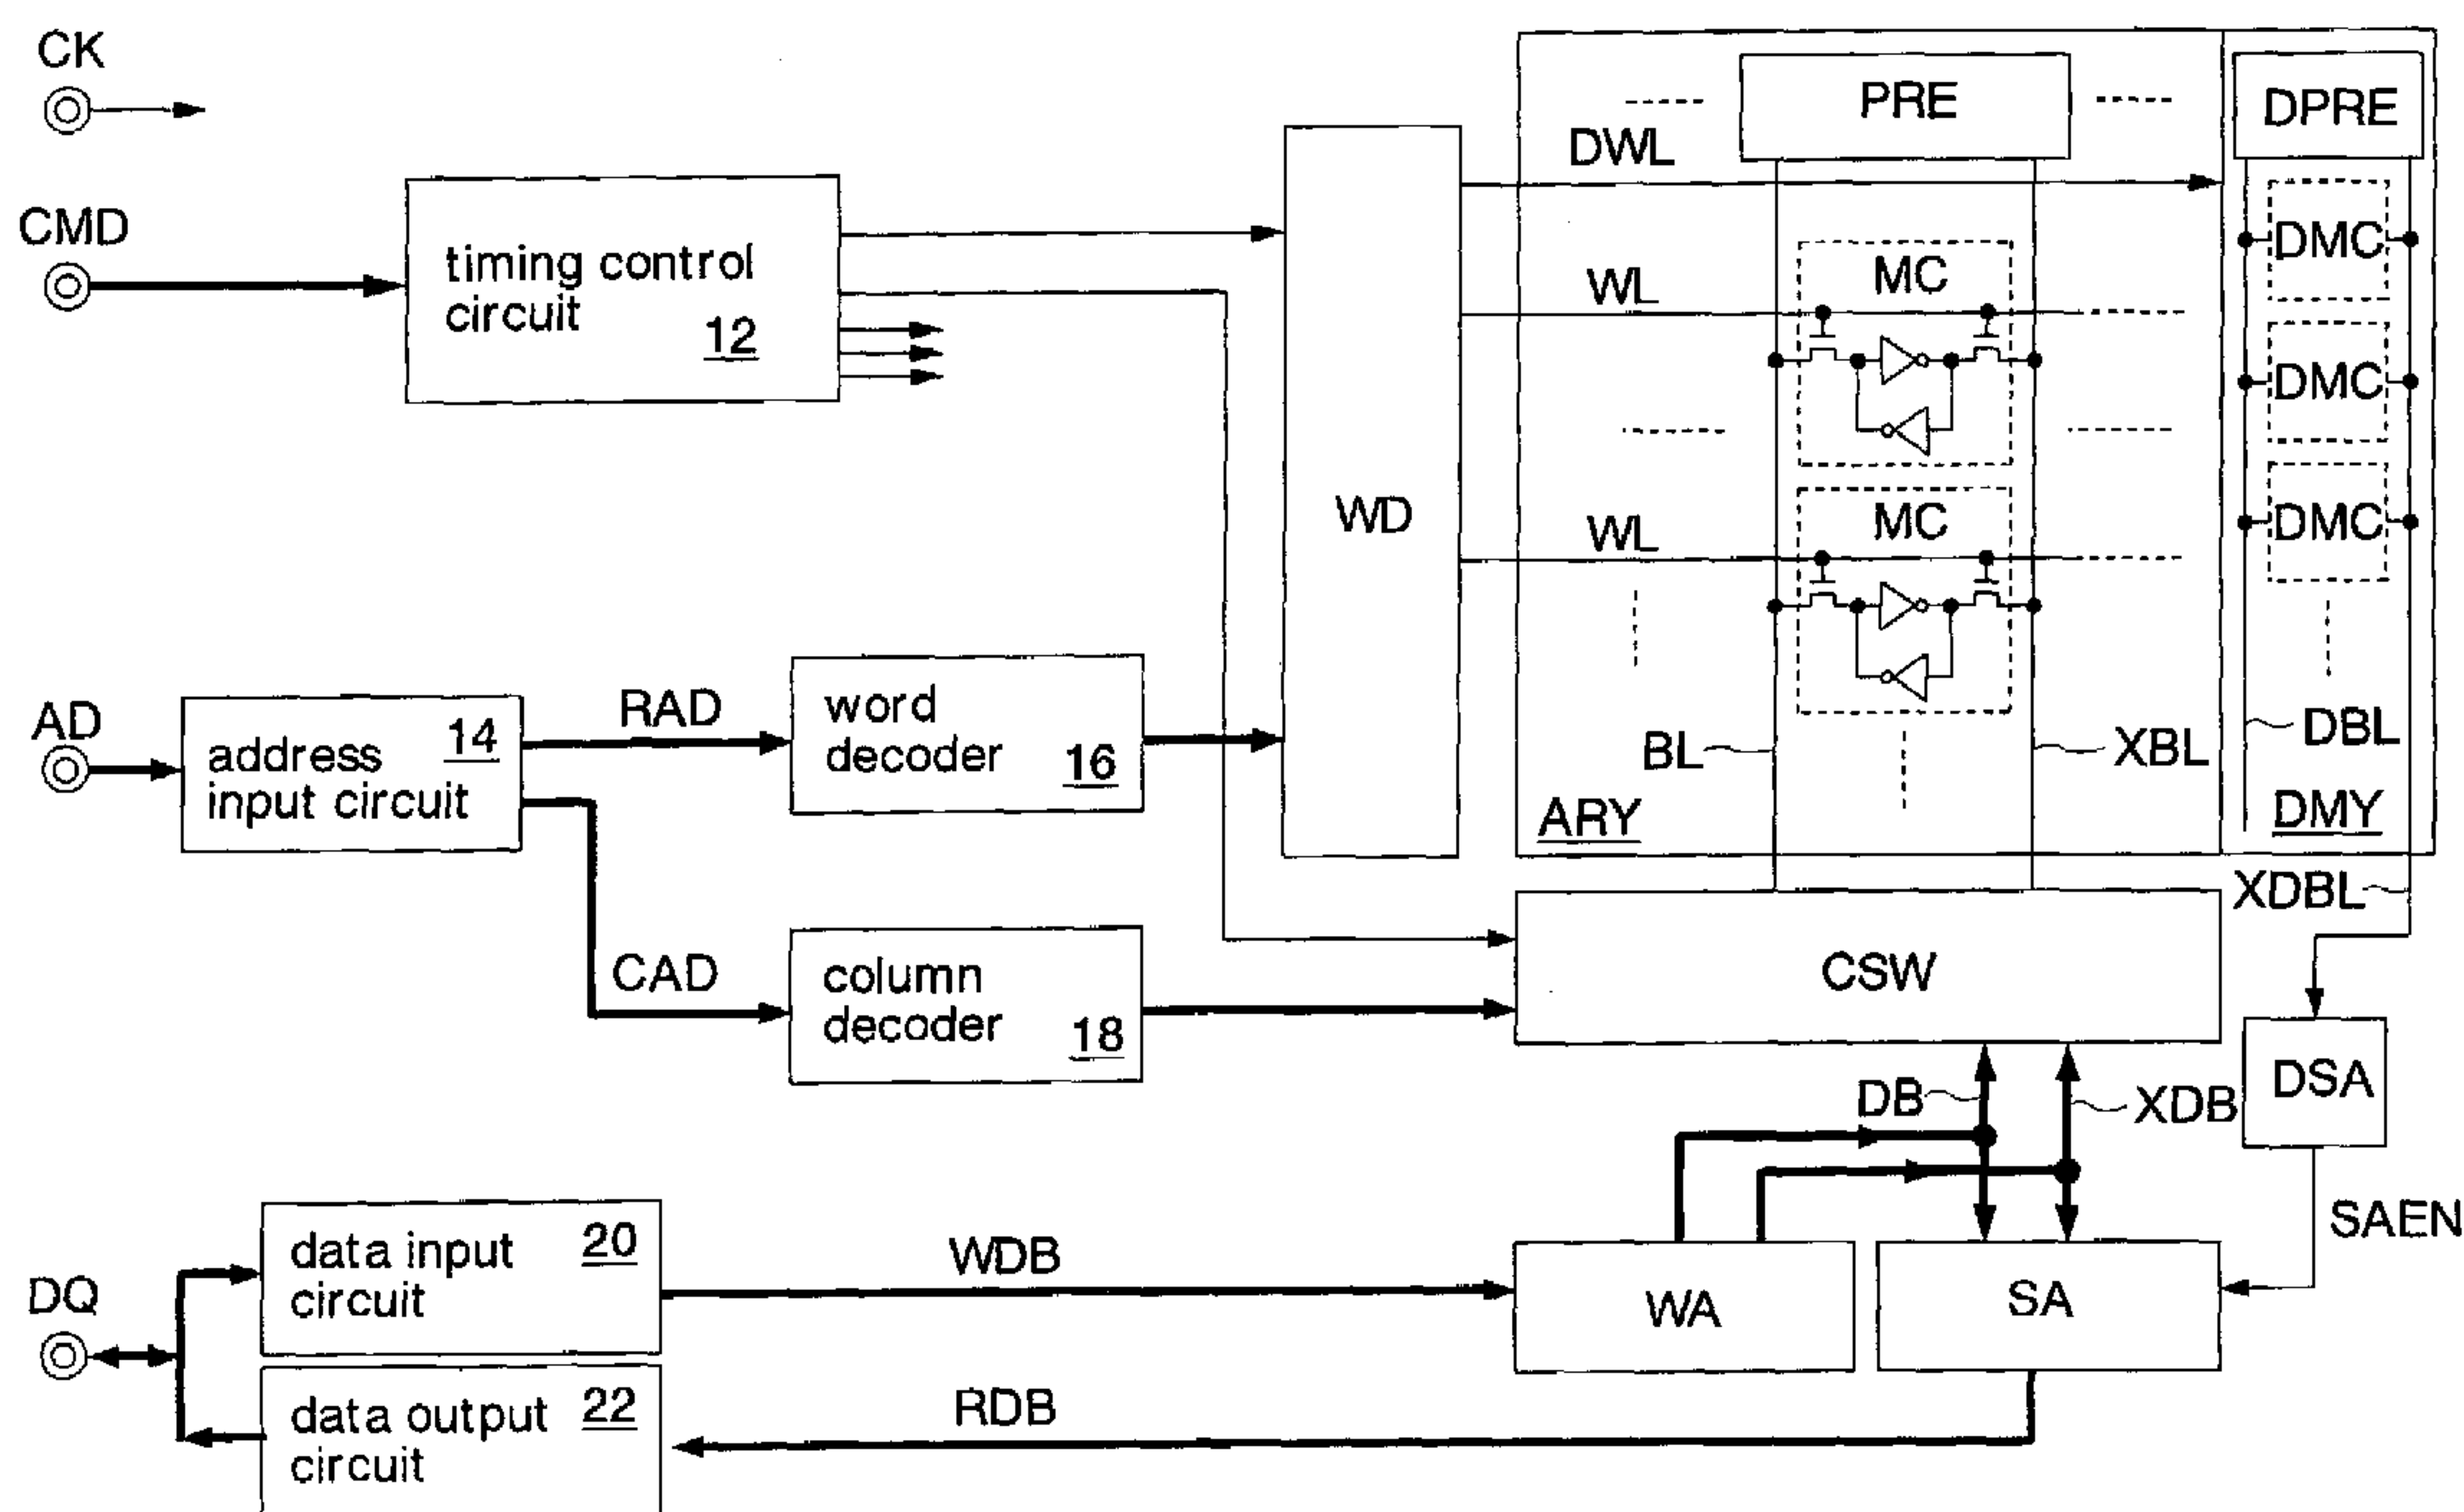 CK
CMD
timing control
circuit
12
AD
address
input circuit
14
RAD
CAD
word
decoder
16
column
decoder
18
WD
DWL
WL
WL
PRE
MC
MC
BL
XBL
ARY
DPRE
DMC
DMC
DMC
DBL
DMY
XDBL
CSW
DB
XDB
DSA
SAEN
DQ
data input
circuit
20
data output
circuit
22
WDB
RDB
WA
SA